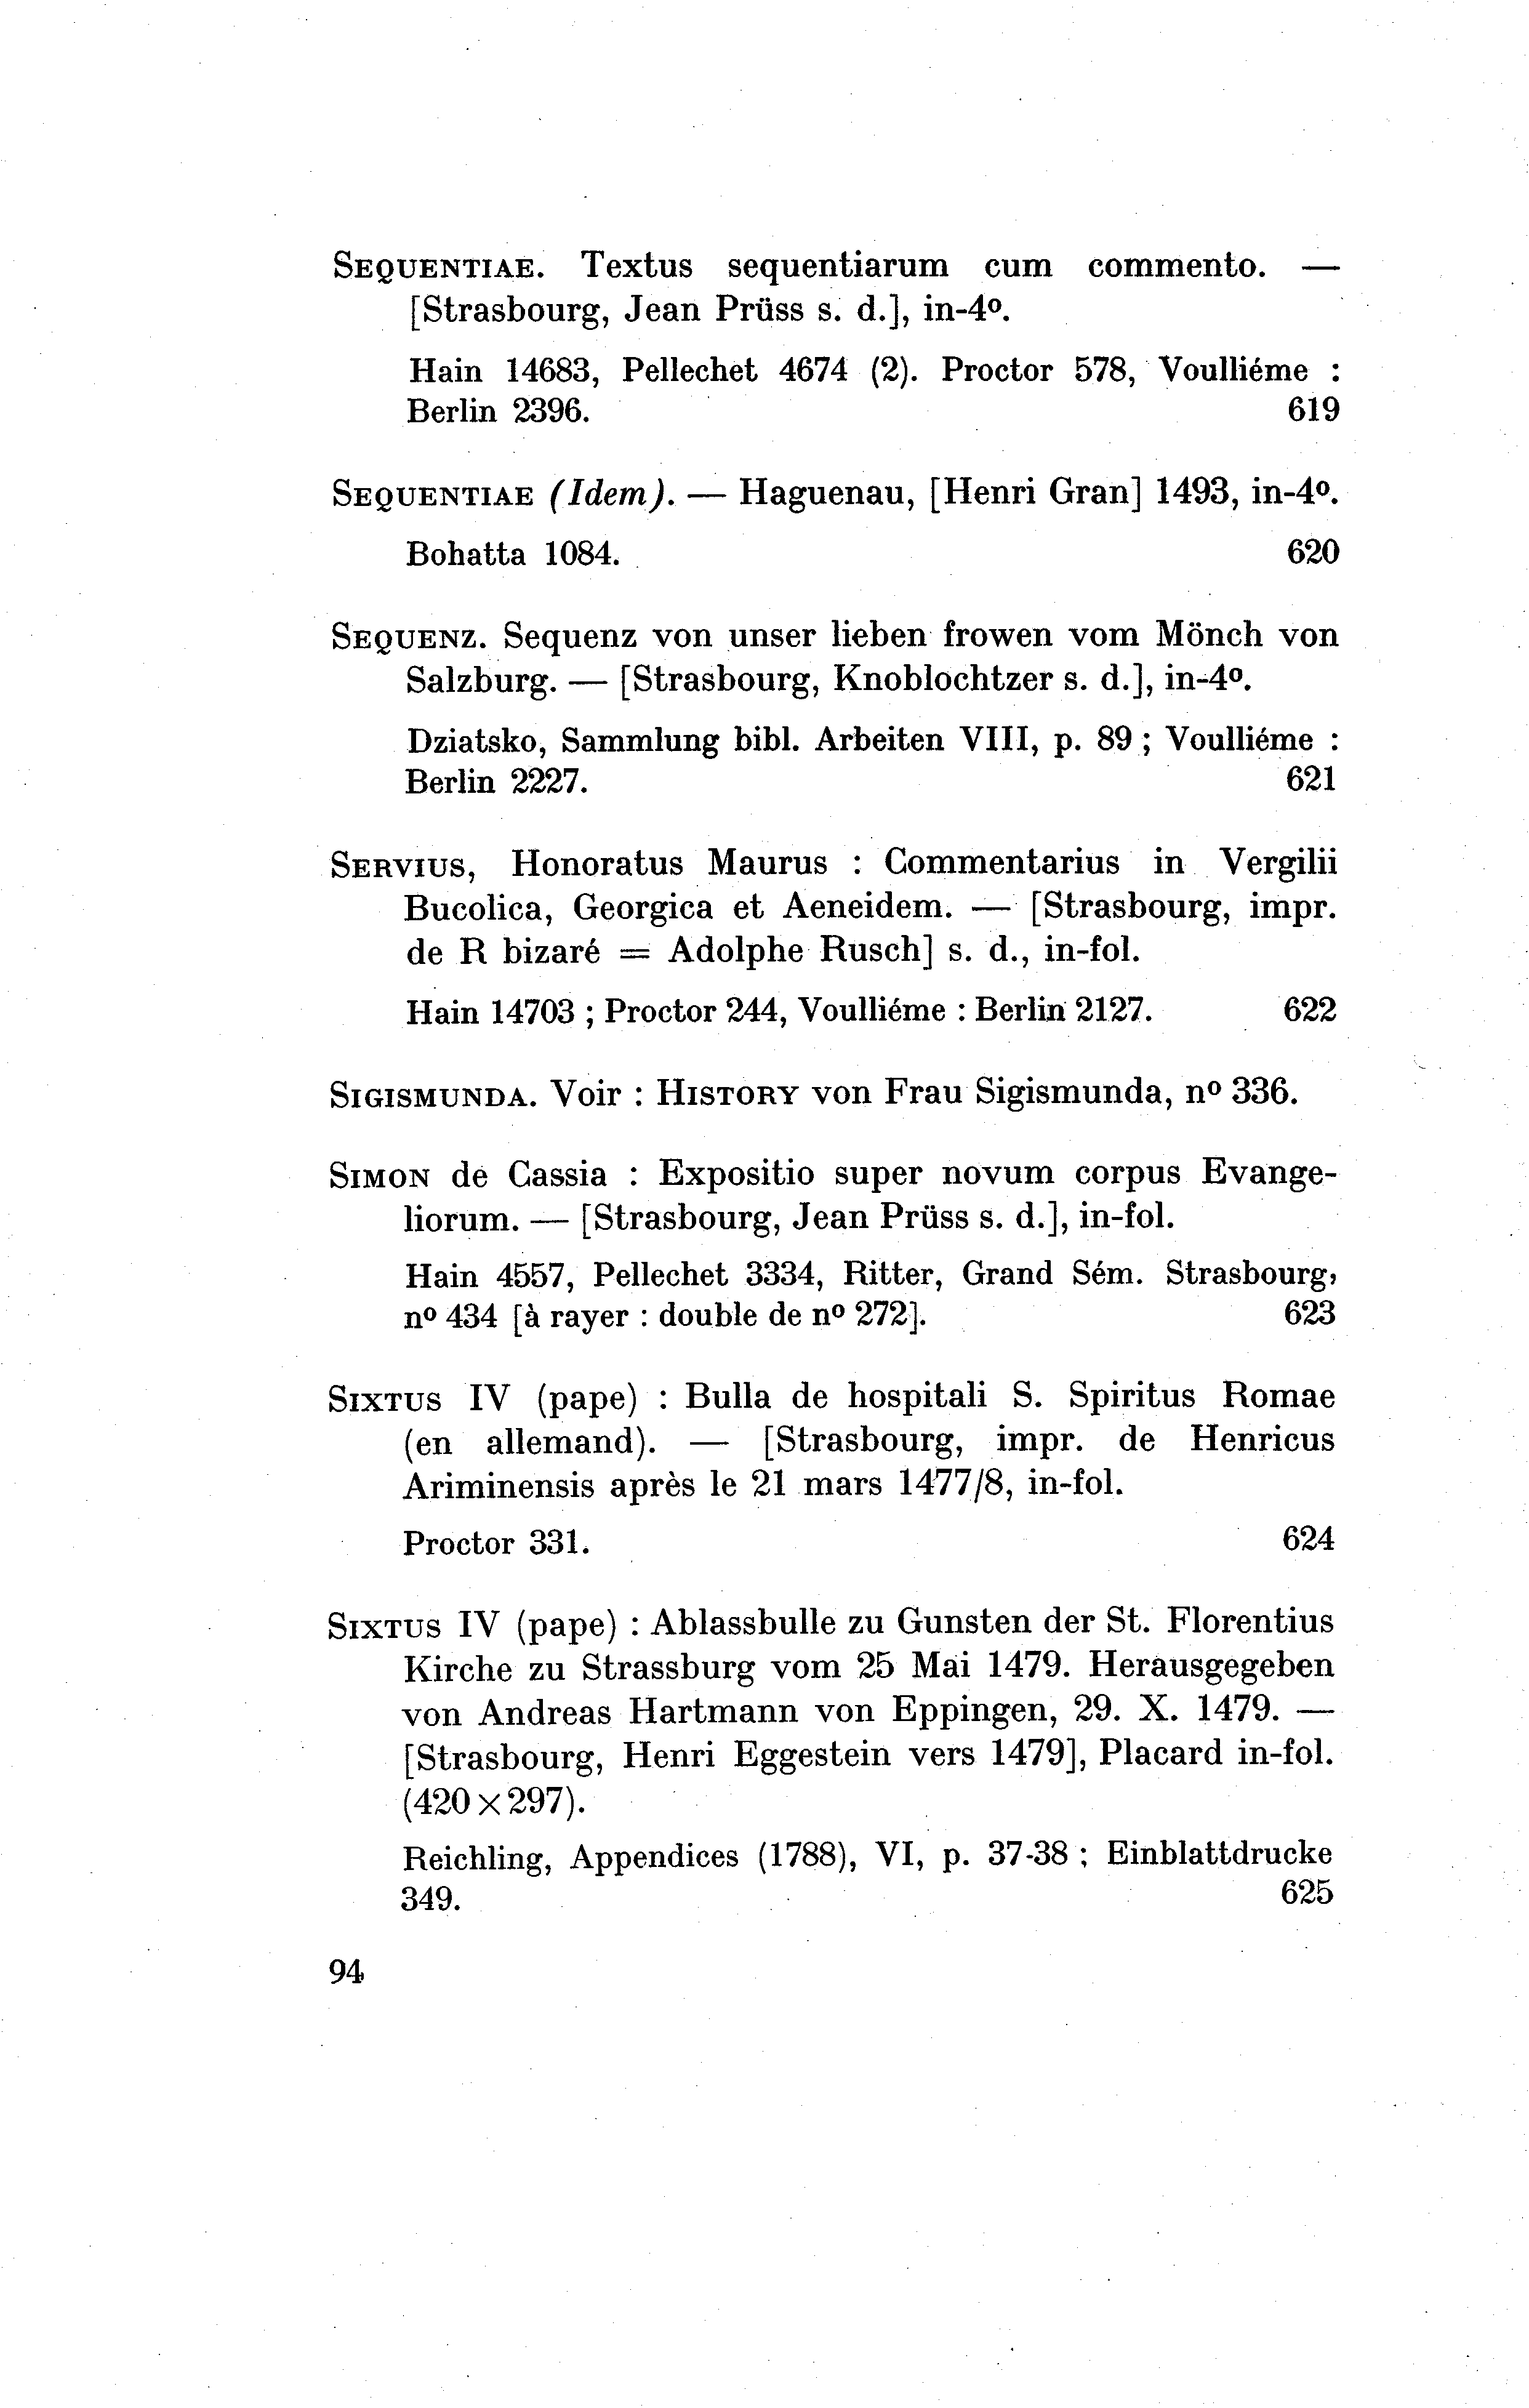 SEQUENTIAE. Textus sequentiarum cum commento. —
[Strasbourg, Jean Prüss s. d.], in-4º.
Hain 14683, Pellechet 4674 (2). Proctor 578, Voulliéme :
Berlin 2396. 619
SEQUENTIAE (Idem). — Haguenau, [Henri Gran] 1493, in-4º.
Bohatta 1084. 620
SEQUENZ. Sequenz von unser lieben frowen vom Mönch von
Salzburg. — [Strasbourg, Knoblochtzer s. d.], in-4º.
Dziatsko, Sammlung bibl. Arbeiten VIII, p. 89 ; Voulliéme :
Berlin 2227. 621
SERVIUS, Honoratus Maurus : Commentarius in Vergilii
Bucolica, Georgica et Aeneidem. — [Strasbourg, impr.
de R bizaré = Adolphe Rusch] s. d., in-fol.
Hain 14703 ; Proctor 244, Voulliéme : Berlin 2127. 622
SIGISMUNDA. Voir : HISTORY von Frau Sigismunda, nº 336.
SIMON de Cassia : Expositio super novum corpus Evange-
liorum. — [Strasbourg, Jean Prüss s. d.], in-fol.
Hain 4557, Pellechet 3334, Ritter, Grand Sém. Strasbourg,
nº 434 [à rayer : double de nº 272]. 623
SIXTUS IV (pape) : Bulla de hospitali S. Spiritus Romae
(en allemand). — [Strasbourg, impr. de Henricus
Ariminensis après le 21 mars 1477/8, in-fol.
Proctor 331. 624
SIXTUS IV (pape) : Ablassbulle zu Gunsten der St. Florentius
Kirche zu Strassburg vom 25 Mai 1479. Herausgegeben
von Andreas Hartmann von Eppingen, 29. X. 1479. —
[Strasbourg, Henri Eggestein vers 1479], Placard in-fol.
(420 × 297).
Reichling, Appendices (1788), VI, p. 37-38 ; Einblattdrucke
349. 625
94